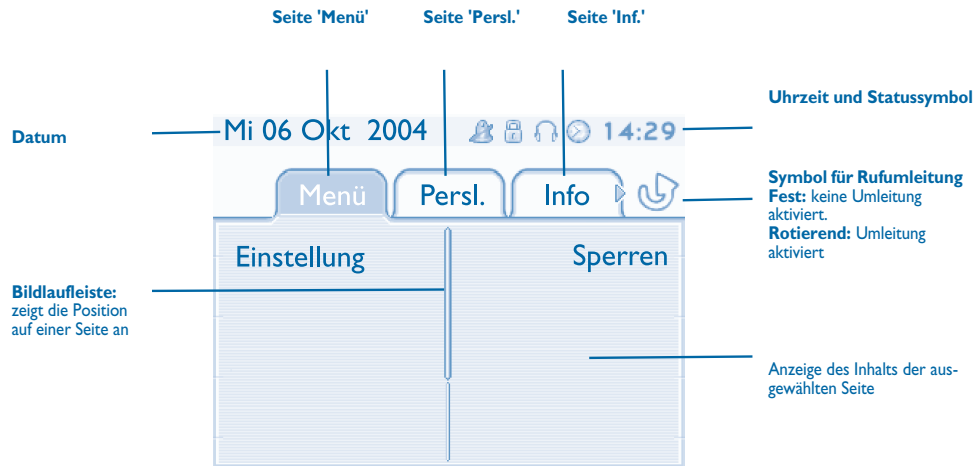 Seite 'Menü' Seite 'Persl.' Seite 'Inf.'
Uhrzeit und Statussymbol
Datum
Mi 06 Okt 2004 14:29
Symbol für Rufumleitung
Fest: keine Umleitung
aktiviert.
Rotierend: Umleitung
aktiviert
Menü Persl. Info
Einstellung Sperren
Bildlaufleiste:
zeigt die Position
auf einer Seite an
Anzeige des Inhalts der aus-
gewählten Seite